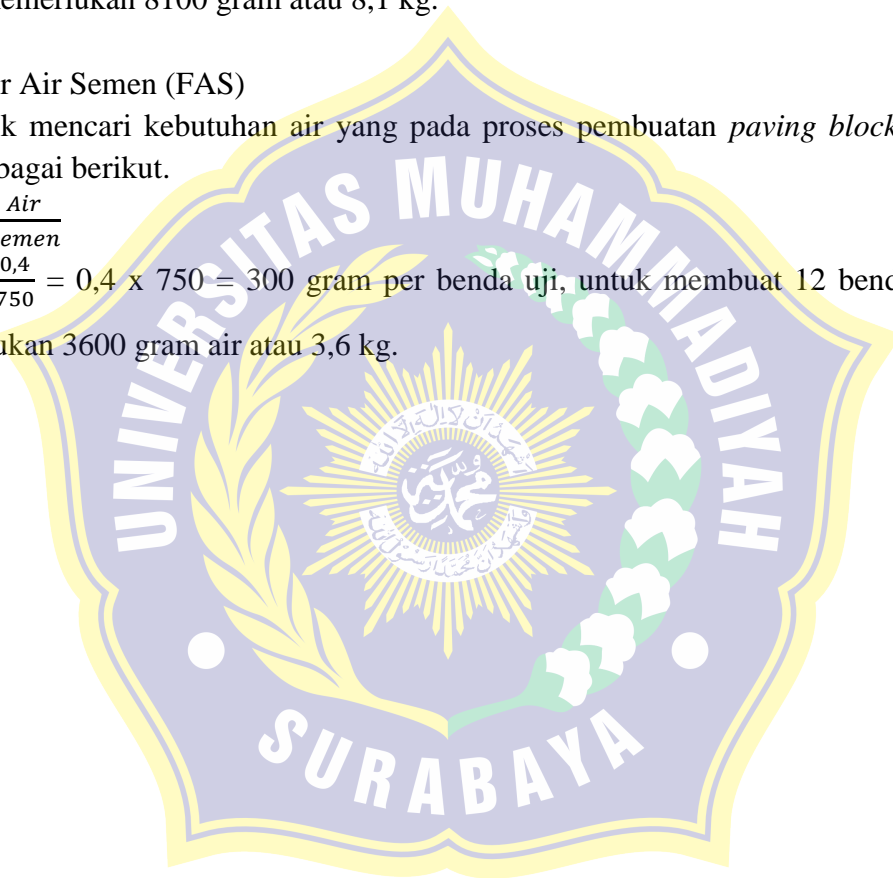 emerlukan 8100 gram atau 8,1 kg.
r Air Semen (FAS)
k mencari kebutuhan air yang pada proses pembuatan paving block
bagai berikut.
Air
emen
0,4
750 = 0,4 x 750 = 300 gram per benda uji, untuk membuat 12 bend
ukan 3600 gram air atau 3,6 kg.
UNIVERSITAS MUHAMMADIYAH
SURABAYA